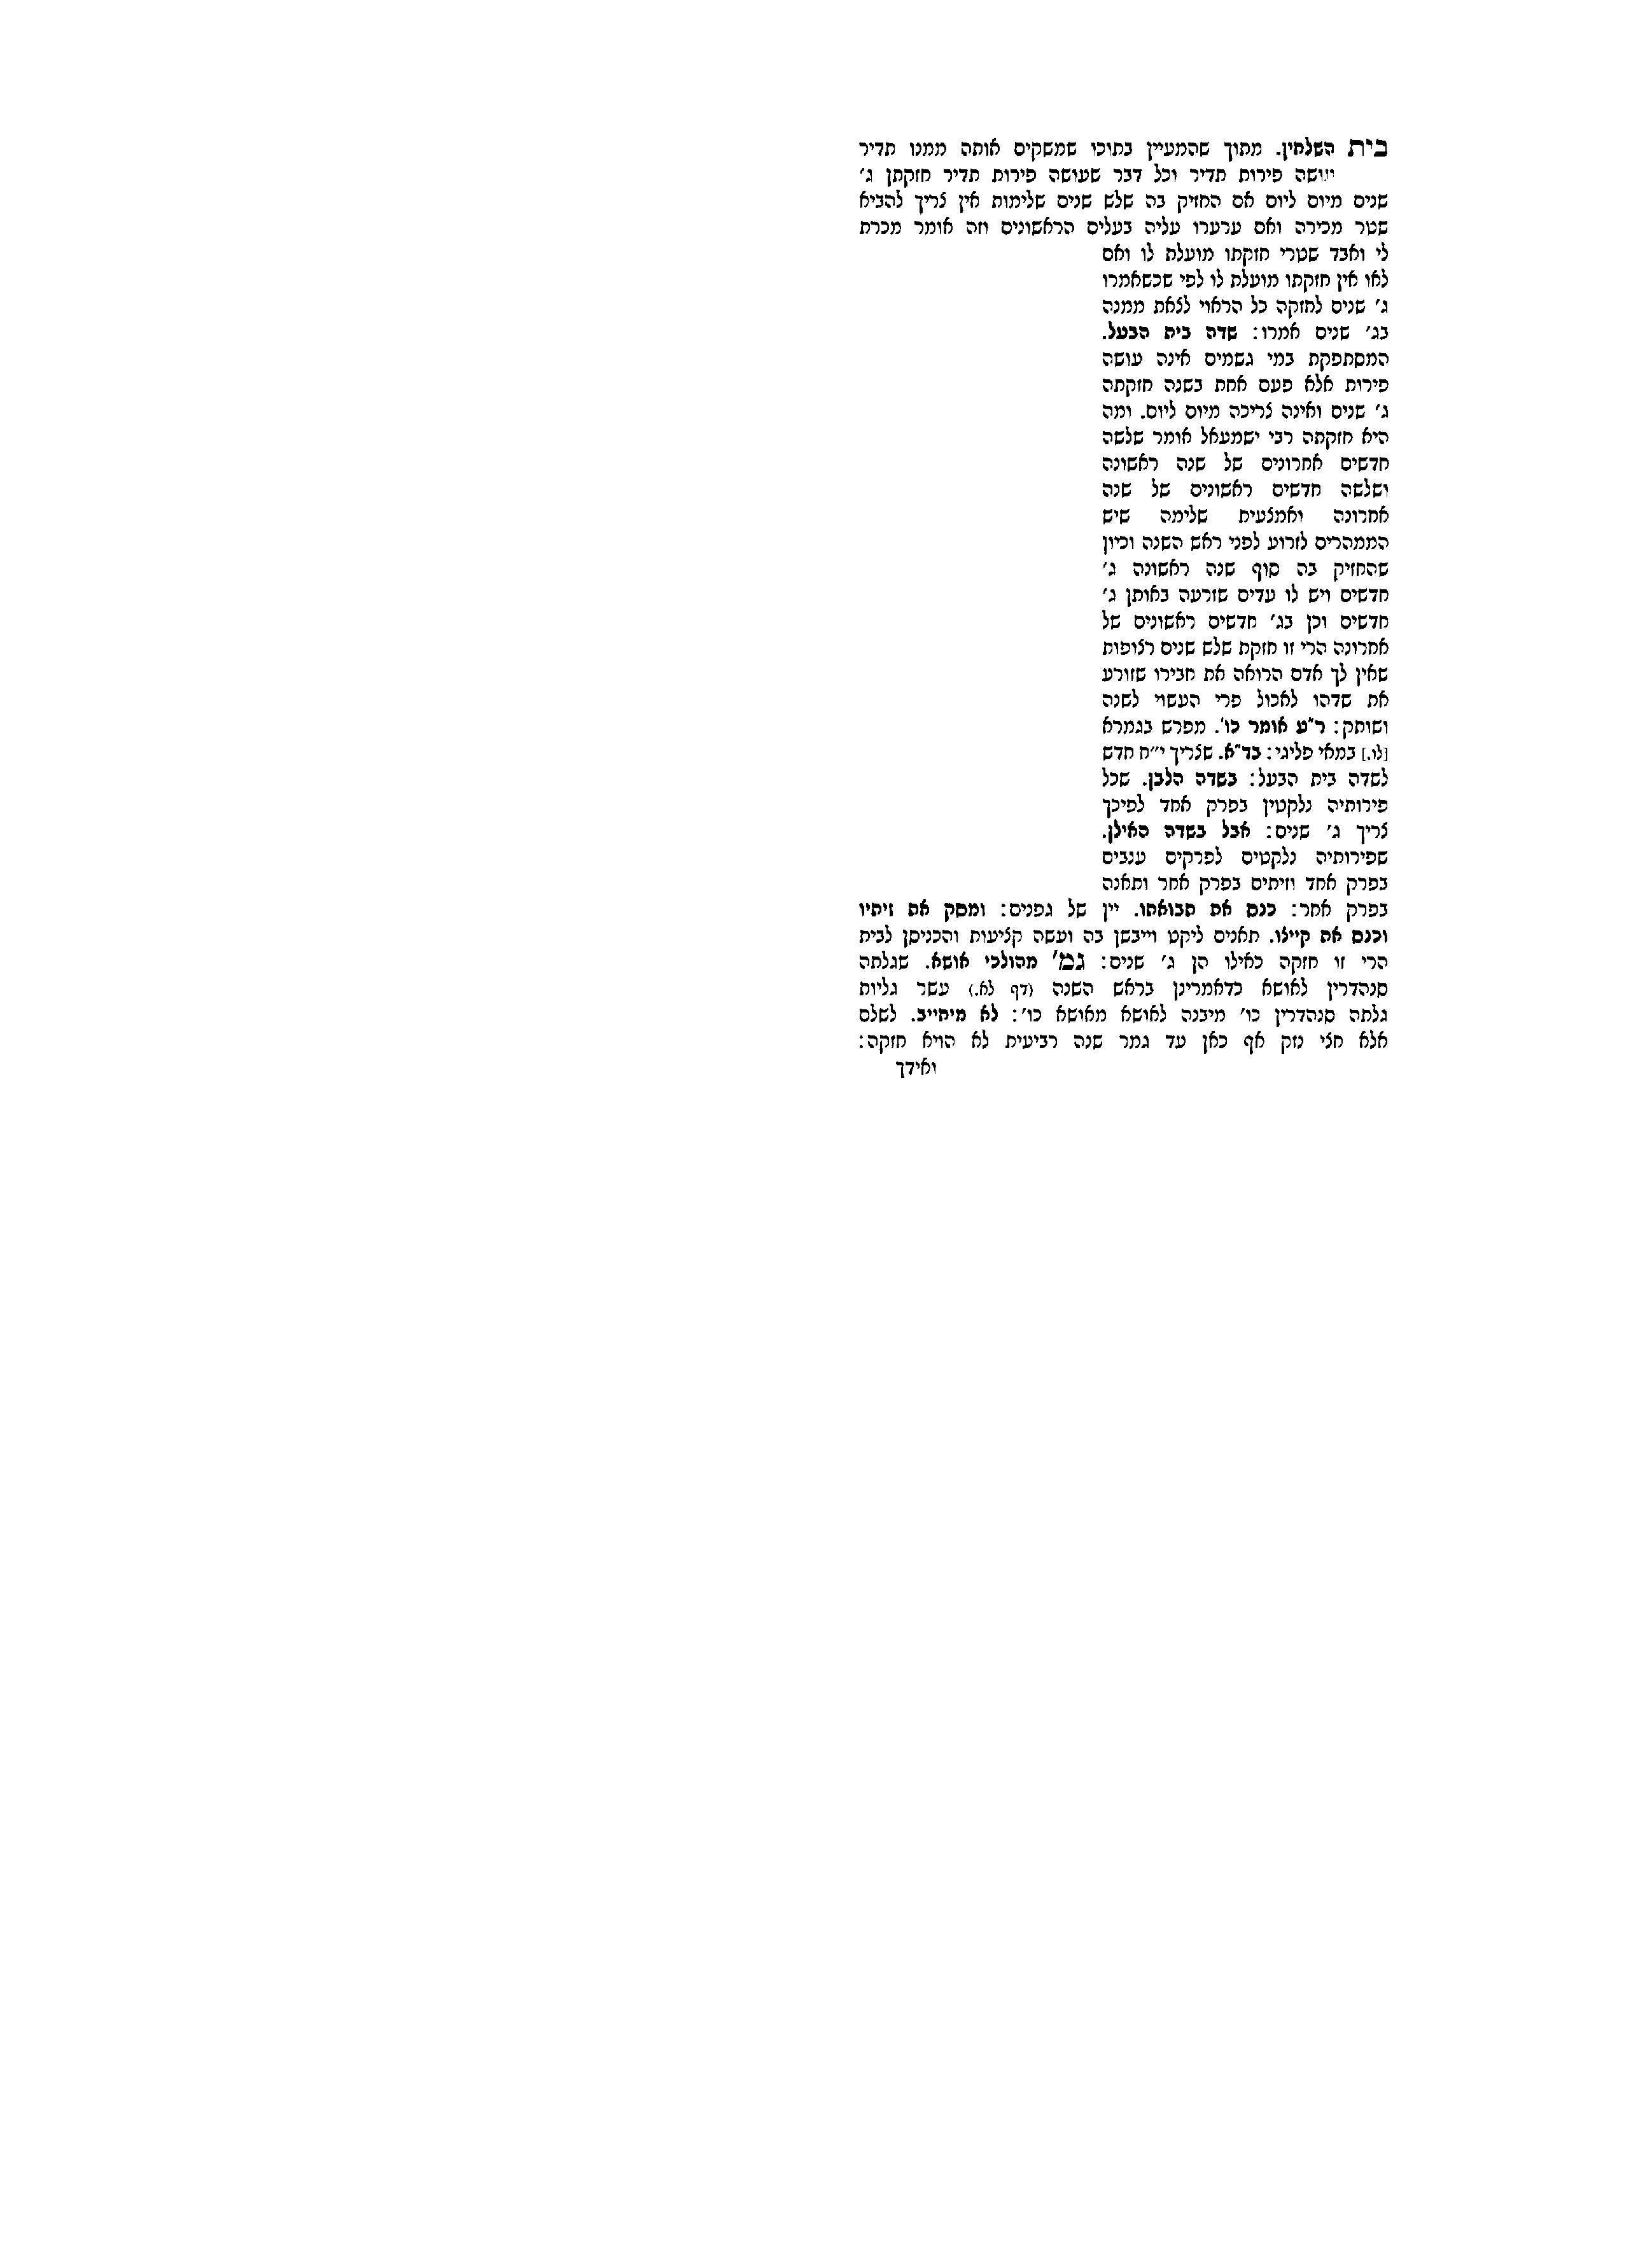 בית השלחין. מתוך שהמעיין בתוכו שמשקים אותה ממנו תדיר
ועושה פירות תדיר וכל דבר שעושה פירות תדיר חזקתן ג׳
שנים מיום ליום אם החזיק בה שלש שנים שלימות אין צריך להביא
שטר מכירה ואם ערערו עליה בעלים הראשונים וזה אומר מכרת
לי ואבד שטרי חזקתו מועלת לו ואם
לאו אין חזקתו מועלת לו לפי שכשאמרו
ג׳ שנים לחזקה כל הראוי לצאת ממנה
בג׳ שנים אמרו: שדה בית הבעל.
המסתפקת במי גשמים אינה עושה
פירות אלא פעם אחת בשנה חזקתה
ג׳ שנים ואינה צריכה מיום ליום. ומה
היא חזקתה רבי ישמעאל אומר שלשה
חדשים אחרונים של שנה ראשונה
ושלשה חדשים ראשונים של שנה
אחרונה ואמצעית שלימה שיש
הממהרים לזרוע לפני ראש השנה וכיון
שהחזיק בה סוף שנה ראשונה ג׳
חדשים ויש לו עדים שזרעה באותן ג׳
חדשים וכן בג׳ חדשים ראשונים של
אחרונה הרי זו חזקת שלש שנים רצופות
שאין לך אדם הרואה את חבירו שזורע
את שדהו לאכול פרי העשוי לשנה
ושותק: ר״ע אומר כו׳. מפרש בגמרא
[לו.] במאי פליגי: בד״א. שצריך י״ח חדש
לשדה בית הבעל: בשדה הלבן. שכל
פירותיה נלקטין בפרק אחד לפיכך
צריך ג׳ שנים: אבל בשדה האילן.
שפירותיה נלקטים לפרקים ענבים
בפרק אחד וזיתים בפרק אחר ותאנה
בפרק אחר: כנס את תבואתו. יין של גפנים: ומסק את זיתיו
וכנס את קייצו. תאנים ליקט וייבשן בה ועשה קציעות והכניסן לבית
הרי זו חזקה כאילו הן ג׳ שנים: גמ׳ מהולכי אושא. שגלתה
סנהדרין לאושא כדאמרינן בראש השנה (דף לא.) עשר גליות
גלתה סנהדרין כו׳ מיבנה לאושא מאושא כו׳: לא מיחייב. לשלם
אלא חצי נזק אף כאן עד גמר שנה רביעית לא הויא חזקה:
ואידך